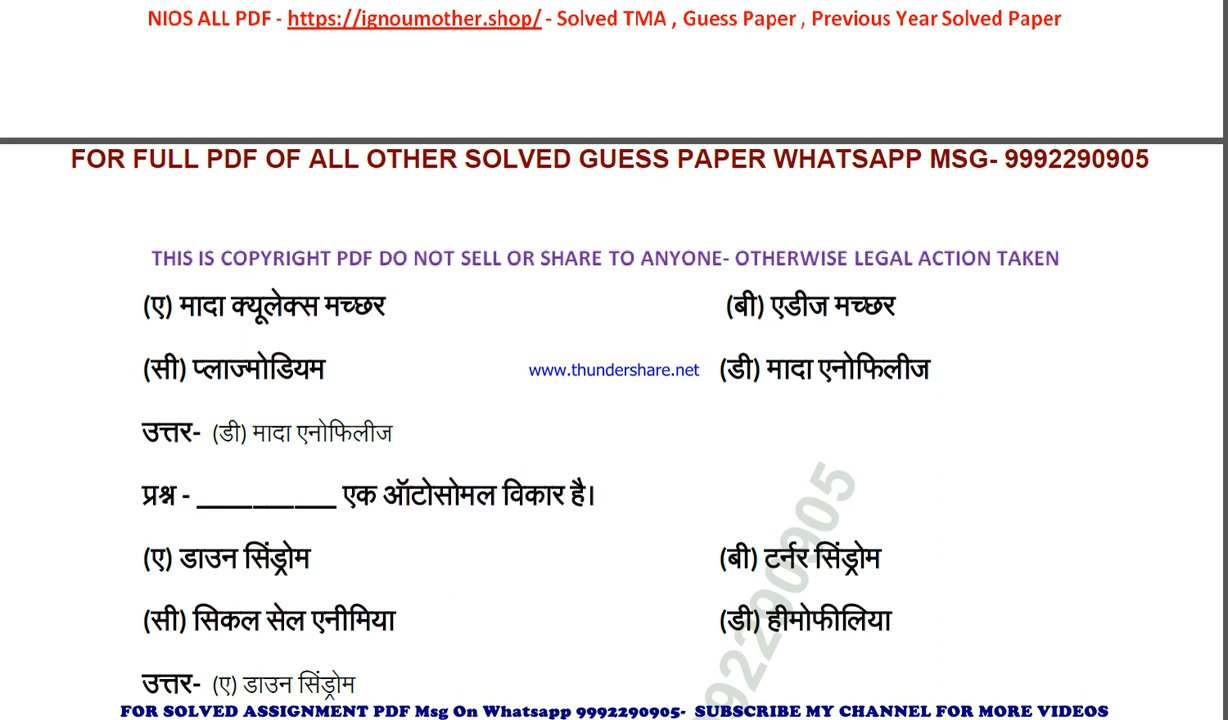 NIOS ALL PDF - https://ignoumother.shop/ - Solved TMA , Guess Paper , Previous Year Solved Paper
FOR FULL PDF OF ALL OTHER SOLVED GUESS PAPER WHATSAPP MSG- 9992290905
THIS IS COPYRIGHT PDF DO NOT SELL OR SHARE TO ANYONE- OTHERWISE LEGAL ACTION TAKEN
(ए) मादा क्यूलेक्स मच्छर (बी) एडीज मच्छर
(सी) प्लाज्मोडियम www.thundershare.net (डी) मादा एनोफिलीज
उत्तर- (डी) मादा एनोफिलीज
प्रश्न - __________ एक ऑटोसोमल विकार है।
(ए) डाउन सिंड्रोम (बी) टर्नर सिंड्रोम
(सी) सिकल सेल एनीमिया (डी) हीमोफीलिया
उत्तर- (ए) डाउन सिंड्रोम
992290905
FOR SOLVED ASSIGNMENT PDF Msg On Whatsapp 9992290905- SUBSCRIBE MY CHANNEL FOR MORE VIDEOS